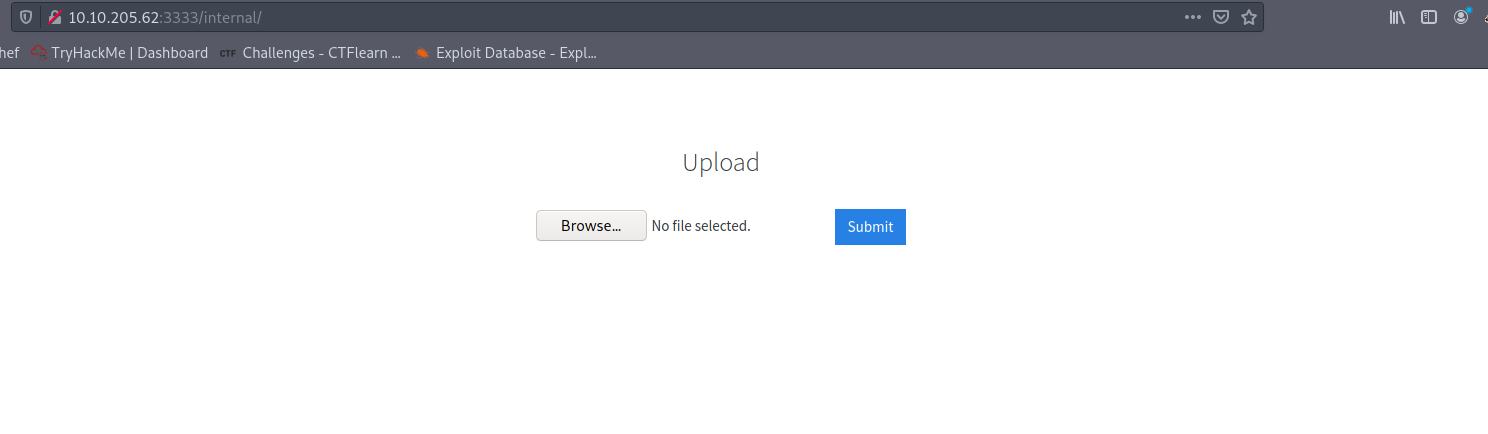 10.10.205.62:3333/internal/
hef TryHackMe | Dashboard CTF Challenges - CTFlearn ... Exploit Database - Expl...
Upload
Browse... No file selected. Submit